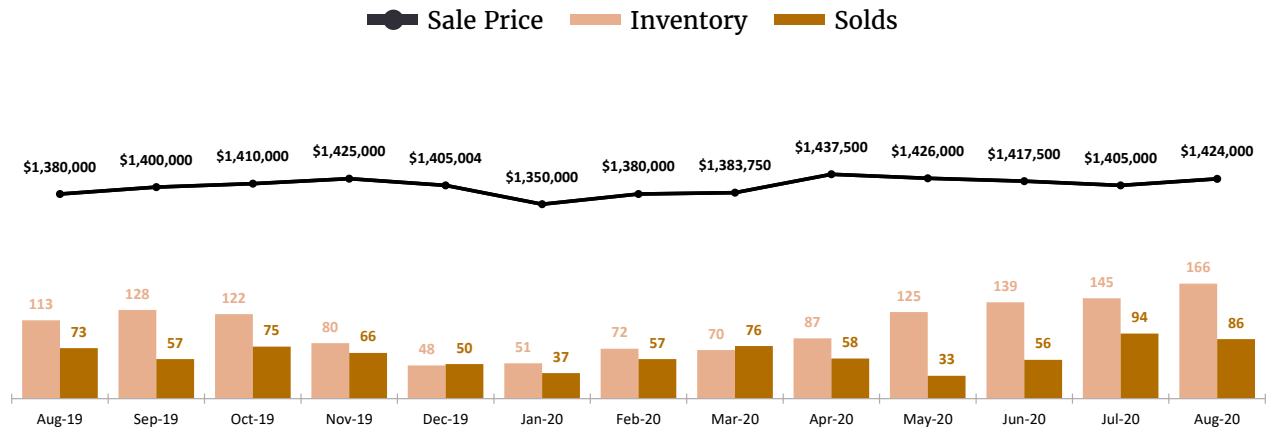 Sale Price Inventory Solds
$1,380,000 $1,400,000 $1,410,000 $1,425,000 $1,405,004 $1,350,000 $1,380,000 $1,383,750 $1,437,500 $1,426,000 $1,417,500 $1,405,000 $1,424,000
113 73 128 57 122 75 80 66 48 50 51 37 72 57 70 76 87 58 125 33 139 56 145 94 166 86
Aug-19 Sep-19 Oct-19 Nov-19 Dec-19 Jan-20 Feb-20 Mar-20 Apr-20 May-20 Jun-20 Jul-20 Aug-20